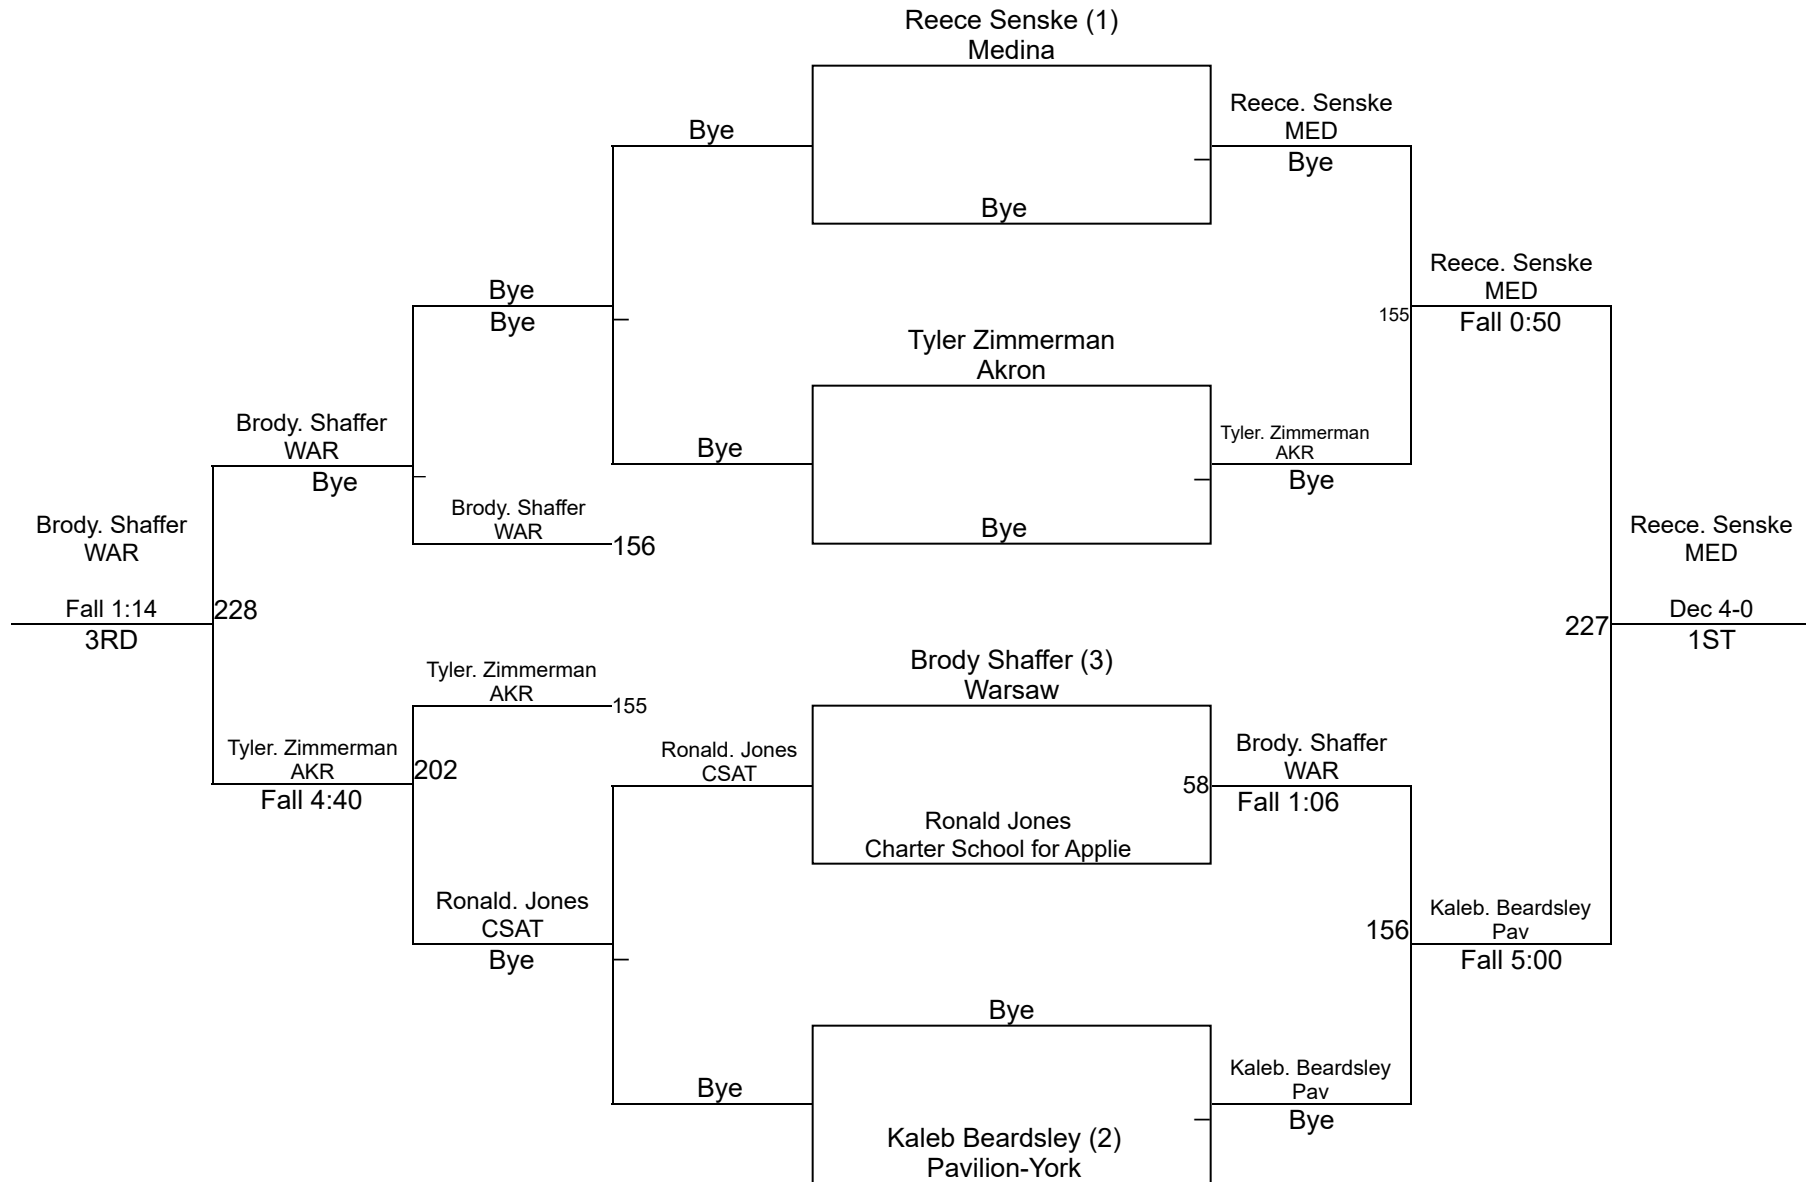 Reece Senske (1)
Medina
Bye
Reece. Senske
MED
Bye
Bye
Bye
Bye
Reece. Senske
MED
155
Fall 0:50
Tyler Zimmerman
Akron
Brody. Shaffer
WAR
Bye
Bye
Tyler. Zimmerman
AKR
Bye
Brody. Shaffer
WAR
156
Bye
Brody. Shaffer
WAR
Fall 1:14
3RD
228
Reece. Senske
MED
227
Dec 4-0
1ST
Tyler. Zimmerman
AKR
155
Brody Shaffer (3)
Warsaw
Tyler. Zimmerman
AKR
Fall 4:40
202
Ronald. Jones
CSAT
58
Brody. Shaffer
WAR
Fall 1:06
Ronald Jones
Charter School for Applie
Ronald. Jones
CSAT
Bye
156
Kaleb. Beardsley
Pav
Fall 5:00
Bye
Bye
Kaleb. Beardsley
Pav
Bye
Kaleb Beardsley (2)
Pavilion-York